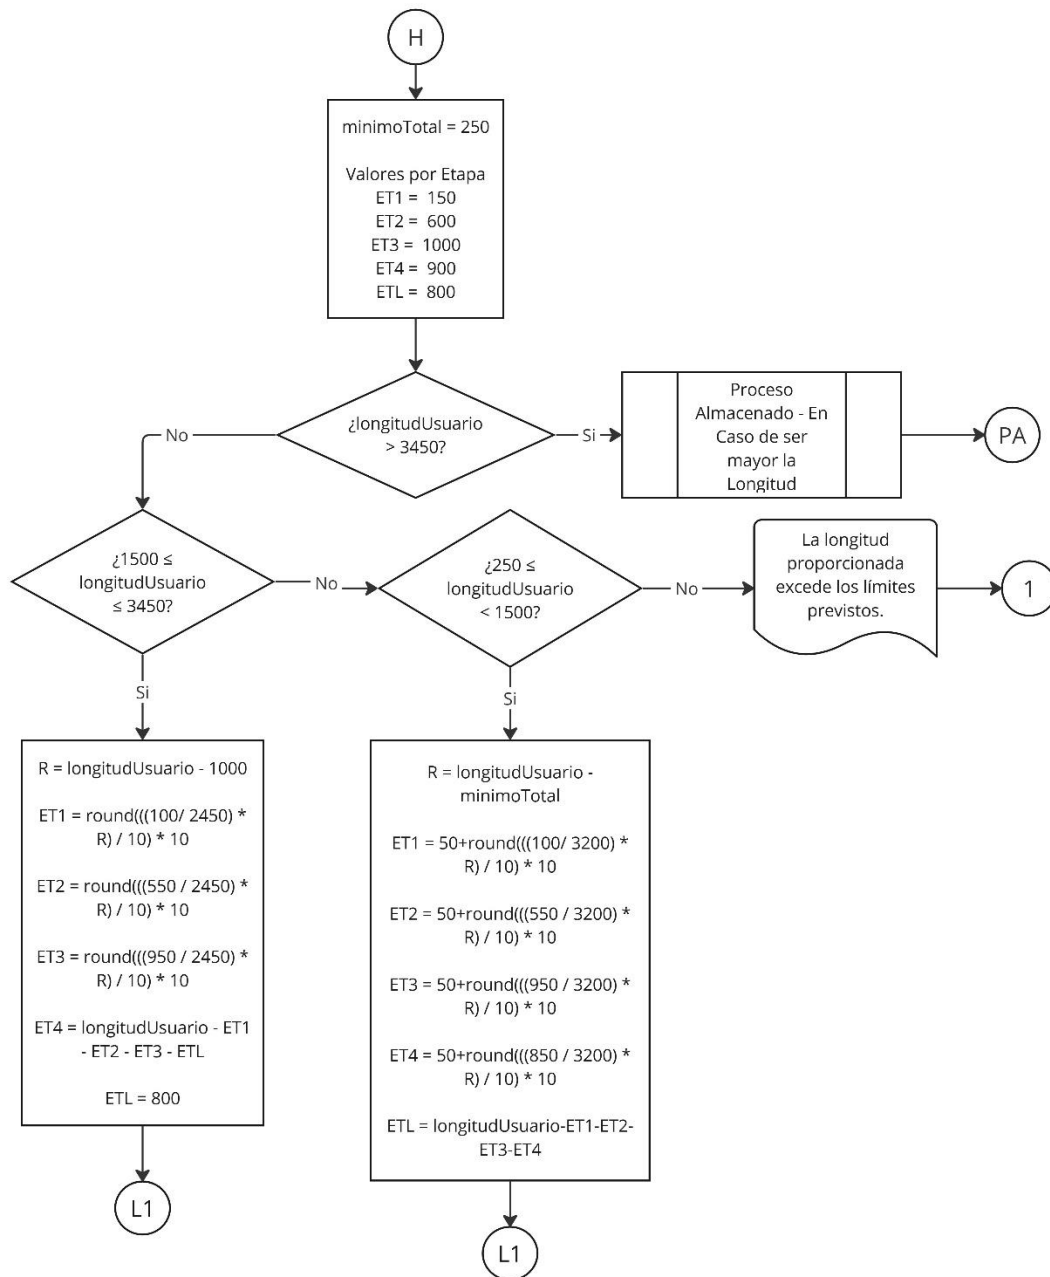 H
minimoTotal = 250
Valores por Etapa
ET1 = 150
ET2 = 600
ET3 = 1000
ET4 = 900
ETL = 800
¿longitudUsuario
> 3450?
No
Si
Proceso
Almacenado - En
Caso de ser
mayor la
Longitud
PA
¿1500 ≤
longitudUsuario
≤ 3450?
No
¿250 ≤
longitudUsuario
< 1500?
No
La longitud
proporcionada
excede los límites
previstos.
1
Si
Si
R = longitudUsuario - 1000
ET1 = round(((100/ 2450) *
R) / 10) * 10
ET2 = round(((550 / 2450) *
R) / 10) * 10
ET3 = round(((950 / 2450) *
R) / 10) * 10
ET4 = longitudUsuario - ET1
- ET2 - ET3 - ETL
ETL = 800
L1
R = longitudUsuario -
minimoTotal
ET1 = 50+round(((100/ 3200) *
R) / 10) * 10
ET2 = 50+round(((550 / 3200) *
R) / 10) * 10
ET3 = 50+round(((950 / 3200) *
R) / 10) * 10
ET4 = 50+round(((850 / 3200) *
R) / 10) * 10
ETL = longitudUsuario-ET1-ET2-
ET3-ET4
L1